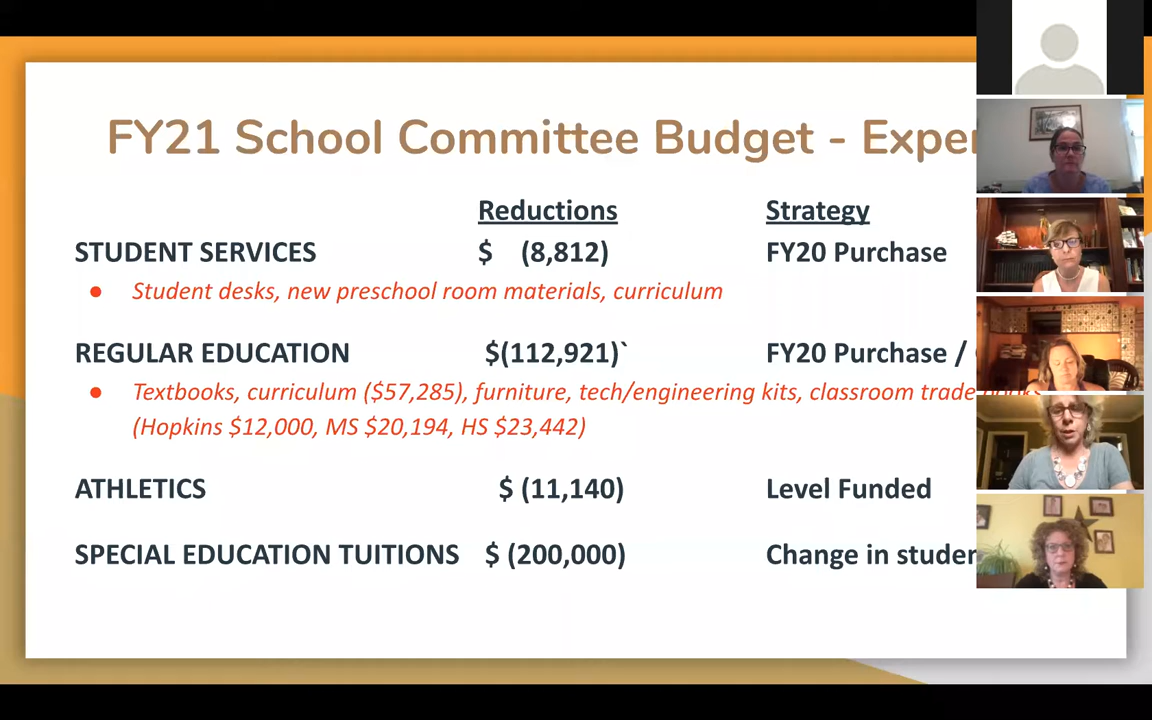 FY21 School Committee Budget -
Reductions Strategy
STUDENT SERVICES $ (8,812) FY20 Purchase
● Student desks, new preschool room materials, curriculum
REGULAR EDUCATION $(112,921)` FY20 Purchase /
● Textbooks, curriculum ($57,285), furniture, tech/engineering kits, classroom trade
(Hopkins $12,000, MS $20,194, HS $23,442)
ATHLETICS $ (11,140) Level Funded
SPECIAL EDUCATION TUITIONS $ (200,000) Change in